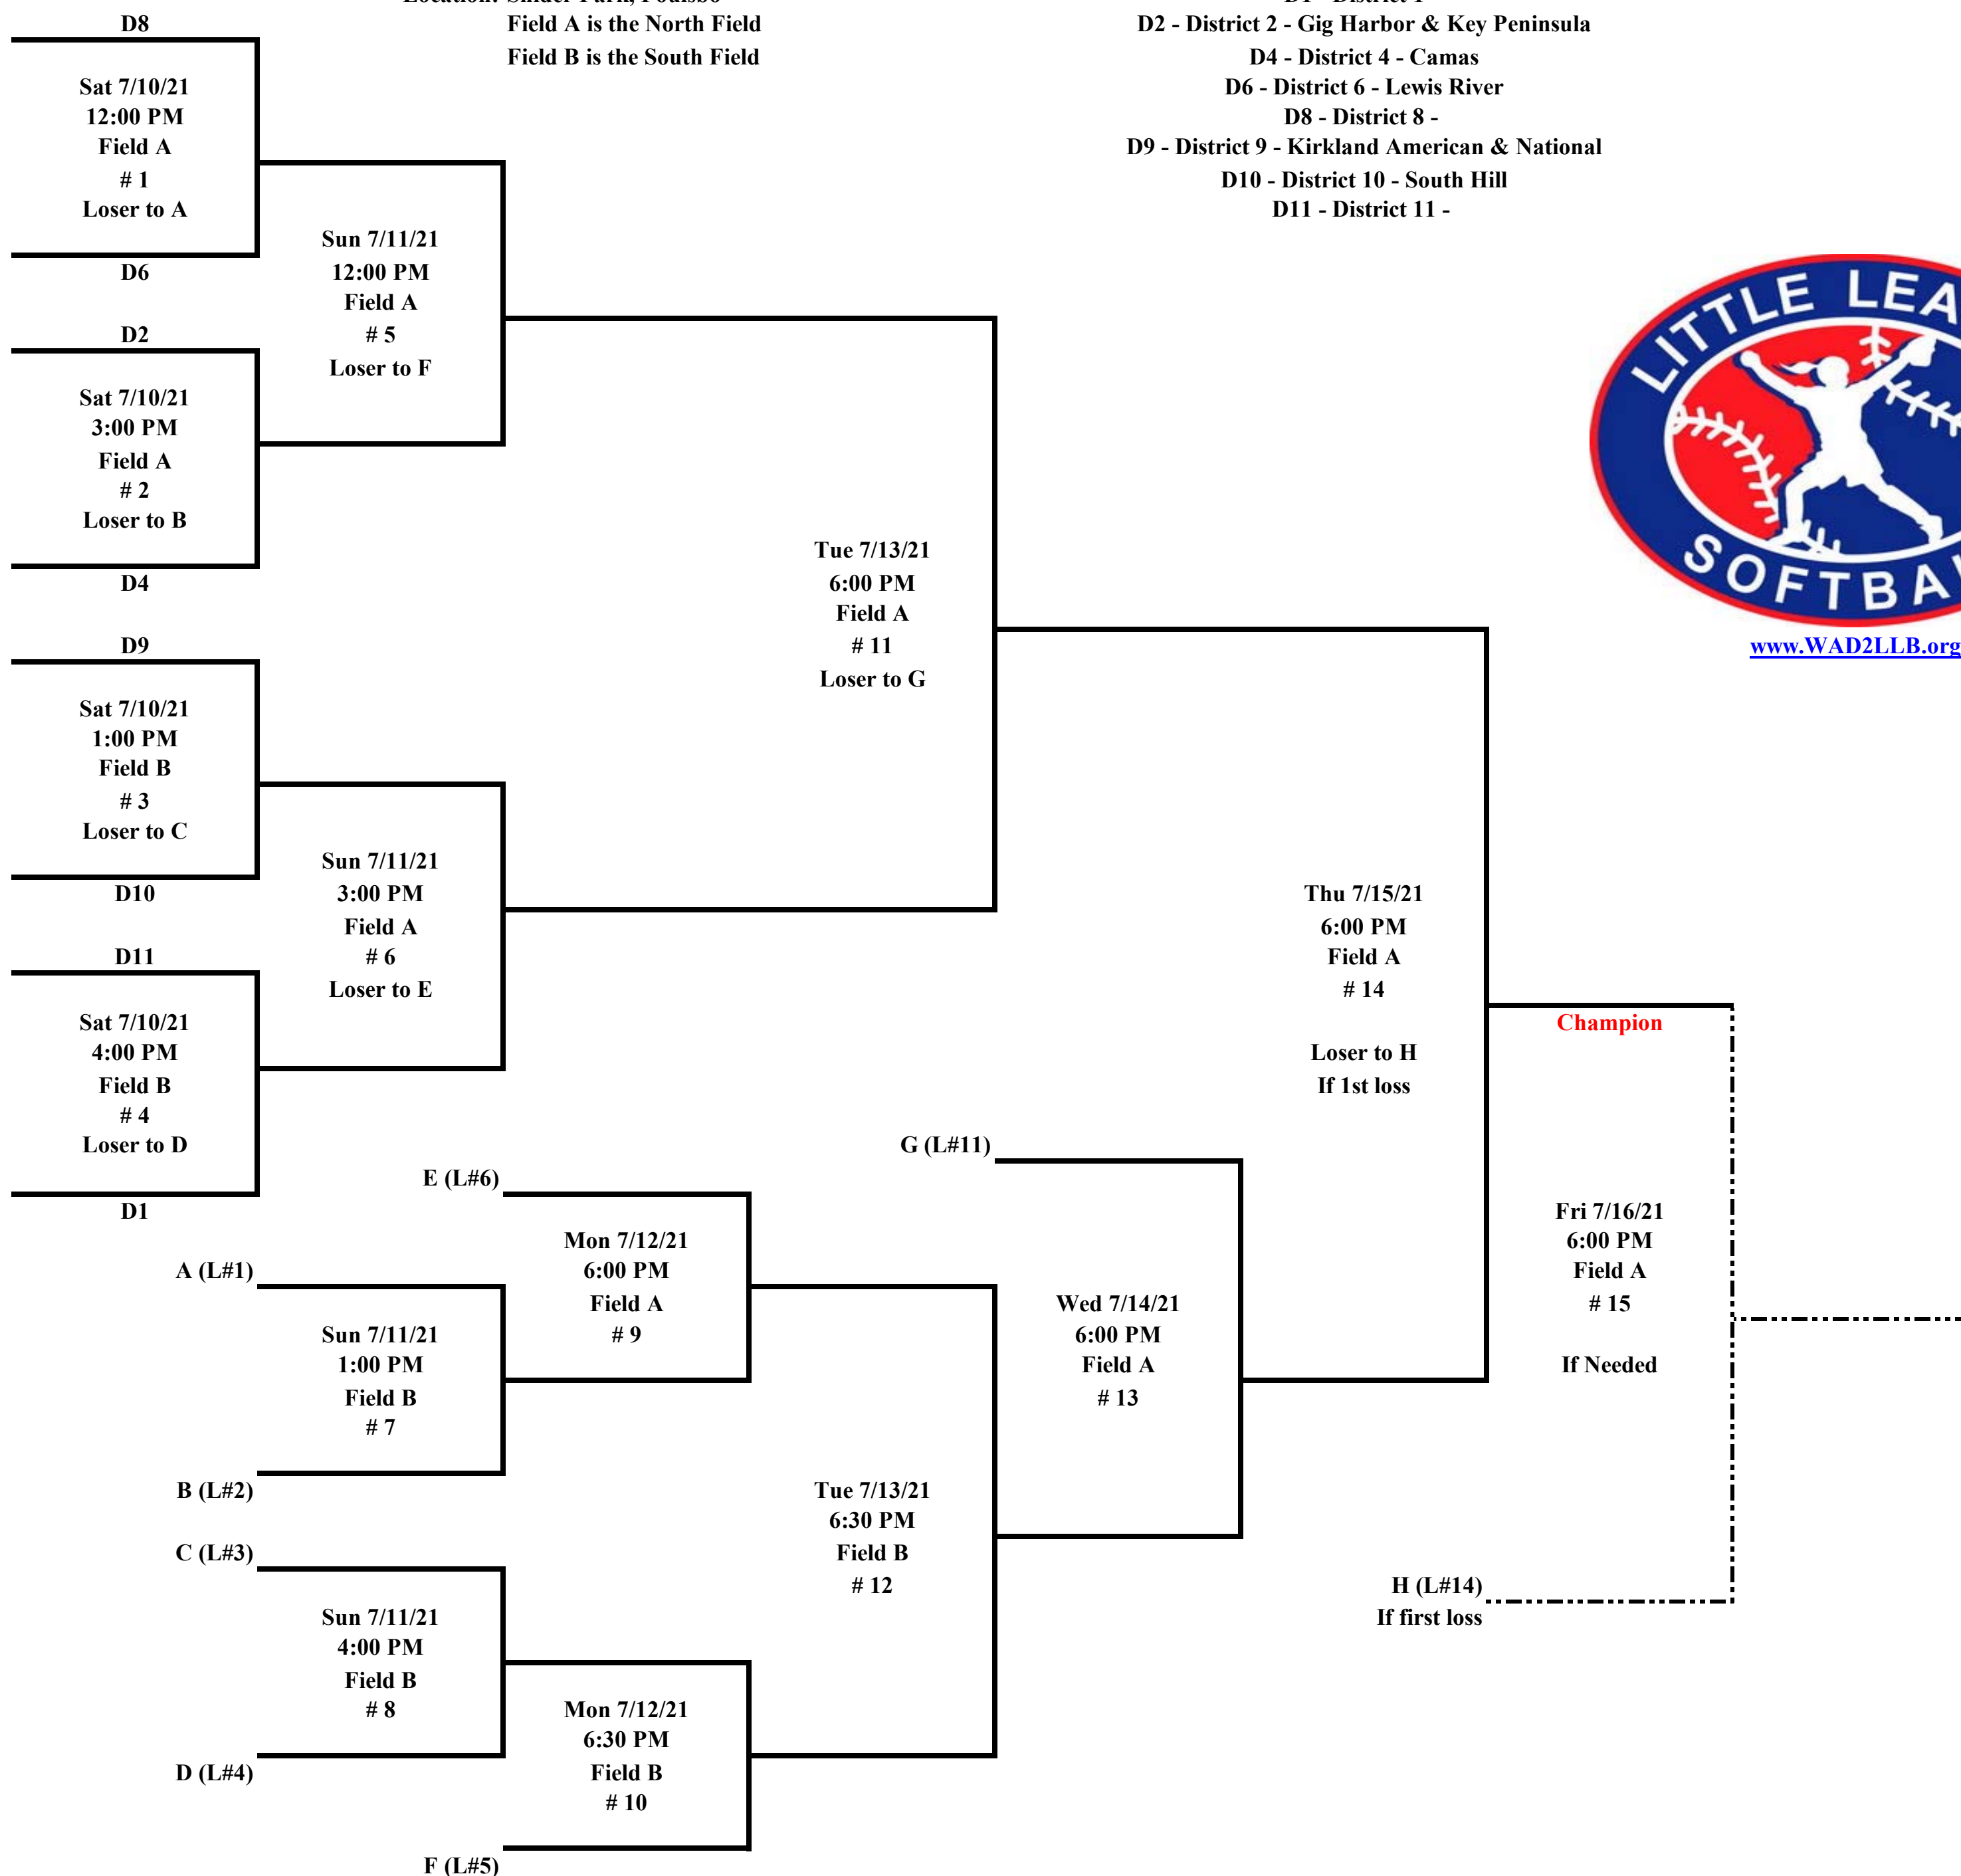 Field A is the North Field
Field B is the South Field
D2 - District 2 - Gig Harbor & Key Peninsula
D4 - District 4 - Camas
D6 - District 6 - Lewis River
D8 - District 8 -
D9 - District 9 - Kirkland American & National
D10 - District 10 - South Hill
D11 - District 11 -
LITTLE LEA
SOFTBA
www.WAD2LLB.org
D8
Sat 7/10/21
12:00 PM
Field A
# 1
Loser to A
D6
D2
Sat 7/10/21
3:00 PM
Field A
# 2
Loser to B
D4
D9
Sat 7/10/21
1:00 PM
Field B
# 3
Loser to C
D10
D11
Sat 7/10/21
4:00 PM
Field B
# 4
Loser to D
D1
Sun 7/11/21
12:00 PM
Field A
# 5
Loser to F
Sun 7/11/21
3:00 PM
Field A
# 6
Loser to E
Tue 7/13/21
6:00 PM
Field A
# 11
Loser to G
Thu 7/15/21
6:00 PM
Field A
# 14
Loser to H
If 1st loss
Champion
Fri 7/16/21
6:00 PM
Field A
# 15
If Needed
A (L#1)
Sun 7/11/21
1:00 PM
Field B
# 7
B (L#2)
C (L#3)
Sun 7/11/21
4:00 PM
Field B
# 8
D (L#4)
E (L#6)
Mon 7/12/21
6:00 PM
Field A
# 9
Mon 7/12/21
6:30 PM
Field B
# 10
F (L#5)
Tue 7/13/21
6:30 PM
Field B
# 12
G (L#11)
Wed 7/14/21
6:00 PM
Field A
# 13
H (L#14)
If first loss